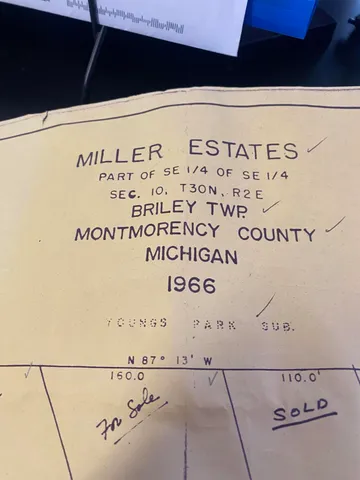 MILLER ESTATES
PART OF SE 1/4 OF SE 1/4
SEC. 10, T30N, R2E
BRILEY TWP.
MONTMORENCY COUNTY
MICHIGAN
1966
YOUNGS PARK SUB.
N 87° 13' W
160.0 110.0'
For Sale SOLD